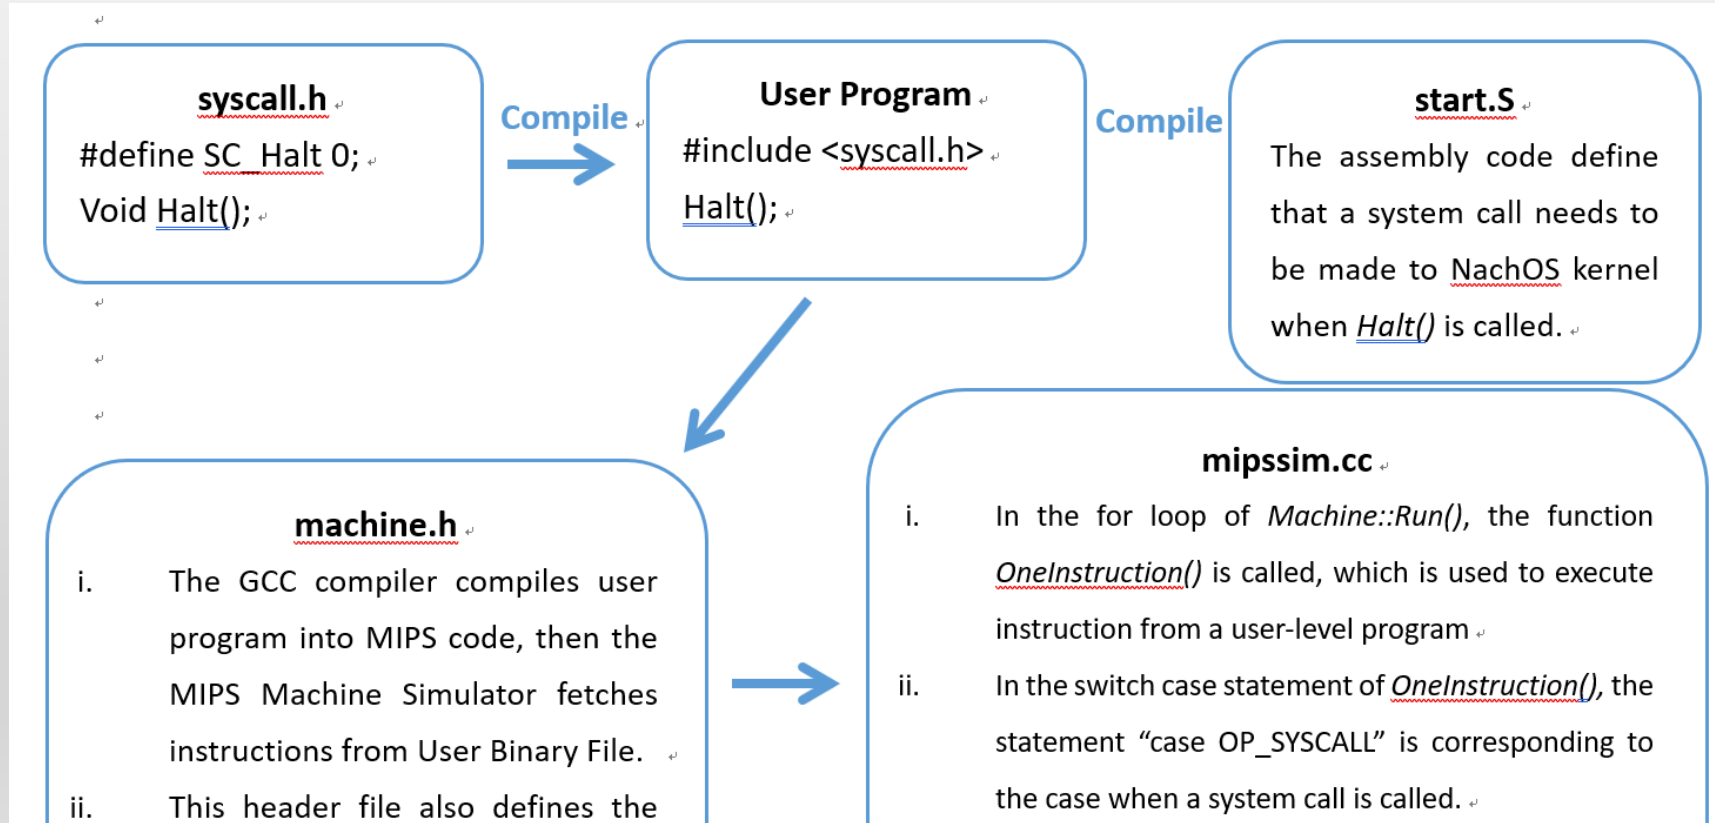 syscall.h
#define SC_Halt 0;
Void Halt();
Compile
User Program
#include <syscall.h>
Halt();
Compile
start.S
The assembly code define
that a system call needs to
be made to NachOS kernel
when Halt() is called.
machine.h
i. The GCC compiler compiles user
program into MIPS code, then the
MIPS Machine Simulator fetches
instructions from User Binary File.
ii. This header file also defines the
mipssim.cc
i. In the for loop of Machine::Run(), the function
OneInstruction() is called, which is used to execute
instruction from a user-level program
ii. In the switch case statement of OneInstruction(), the
statement “case OP_SYSCALL” is corresponding to
the case when a system call is called.